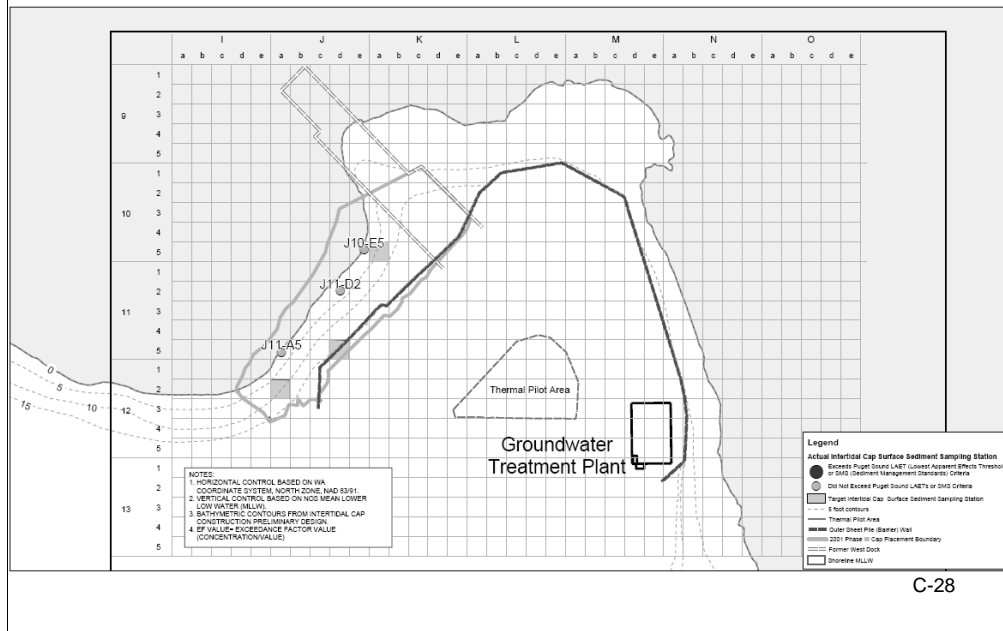 I J K L M N O
a b c d e a b c d e a b c d e a b c d e a b c d e a b c d e a b c d e
1
2
9 3
4
5
1
2
10 3
4
5
1
2
11 3
4
5
1
2
12 3
4
5
1
2
13 3
4
5
J10-E5
J11-D2
J11-A5
0
5
10
15
Thermal Pilot Area
Groundwater
Treatment Plant
NOTES:
1. HORIZONTAL CONTROL BASED ON WA
COORDINATE SYSTEM, NORTH ZONE, NAD 83/91.
2. VERTICAL CONTROL BASED ON NOS MEAN LOWER
LOW WATER (MLLW).
3. BATHYMETRIC CONTOURS FROM INTERTIDAL CAP
CONSTRUCTION PRELIMINARY DESIGN.
4. EF VALUE= EXCEEDANCE FACTOR VALUE
(CONCENTRATION/VALUE)
Legend
Actual Intertidal Cap Surface Sediment Sampling Station
Exceeds Puget Sound LAET (Lowest Apparent Effects Threshold)
or SMS (Sediment Management Standards) Criteria
Did Not Exceed Puget Sound LAETs or SMS Criteria
Target Intertidal Cap Surface Sediment Sampling Station
5 foot contours
Thermal Pilot Area
Outer Sheet Pile (Barrier) Wall
2001 Phase III Cap Placement Boundary
Former West Dock
Shoreline MLLW
C-28